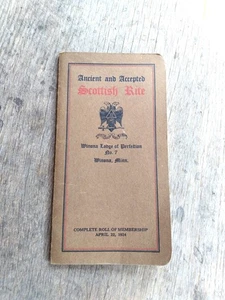 Ancient and Accepted
Scottish Rite
Winona Lodge of Perfection
No. 7
Winona, Minn.
COMPLETE ROLL OF MEMBERSHIP
APRIL